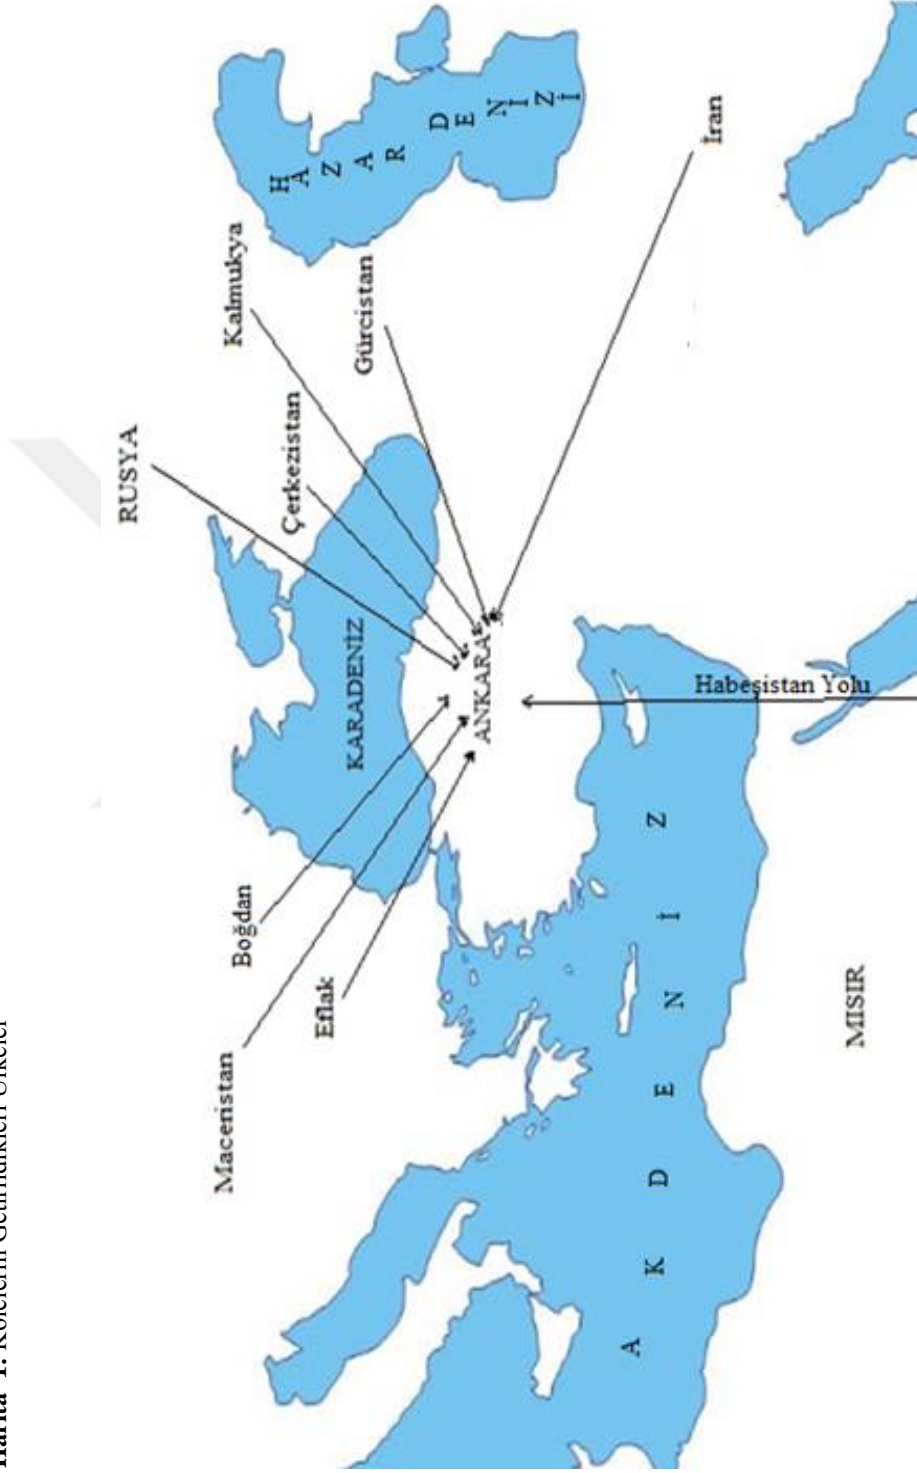 Harita 1: Kölelerin Getirildikleri Ülkeler
RUSYA
Kalmukya
Çerkezistan
Gürcistan
HAZAR DENİZİ
Boğdan
Maceristan
Eflak
KARADENİZ
ANKARA
İran
Habeşistan Yolu
AKDENİZ
MISIR